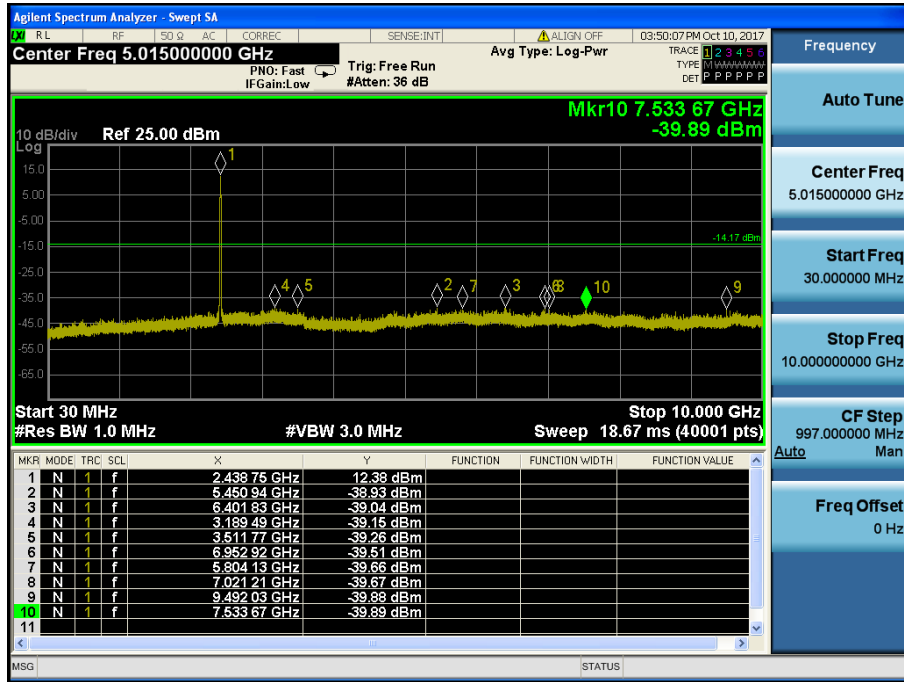 Agilent Spectrum Analyzer - Swept SA
LXI RL RF 50 Ω AC CORREC SENSE:INT ALIGN OFF 03:50:07 PM Oct 10, 2017
Center Freq 5.015000000 GHz
PNO: Fast
IFGain:Low
Trig: Free Run
#Atten: 36 dB
Avg Type: Log-Pwr
TRACE 1 2 3 4 5 6
TYPE M W W W W W
DET P P P P P P
Mkr10 7.533 67 GHz
-39.89 dBm
10 dB/div Ref 25.00 dBm
Log
15.0
5.00
-5.00
-15.0
-25.0
-35.0
-45.0
-55.0
-65.0
-14.17 dBm
1
4 5 2 7 3 6 8 10 9
Start 30 MHz Stop 10.000 GHz
#Res BW 1.0 MHz #VBW 3.0 MHz Sweep 18.67 ms (40001 pts)
MKR MODE TRC SCL X Y FUNCTION FUNCTION WIDTH FUNCTION VALUE
1 N 1 f 2.438 75 GHz 12.38 dBm
2 N 1 f 5.450 94 GHz -38.93 dBm
3 N 1 f 6.401 83 GHz -39.04 dBm
4 N 1 f 3.189 49 GHz -39.15 dBm
5 N 1 f 3.511 77 GHz -39.26 dBm
6 N 1 f 6.952 92 GHz -39.51 dBm
7 N 1 f 5.804 13 GHz -39.66 dBm
8 N 1 f 7.021 21 GHz -39.67 dBm
9 N 1 f 9.492 03 GHz -39.88 dBm
10 N 1 f 7.533 67 GHz -39.89 dBm
11
MSG STATUS
Frequency
Auto Tune
Center Freq
5.015000000 GHz
Start Freq
30.000000 MHz
Stop Freq
10.000000000 GHz
CF Step
997.000000 MHz
Auto Man
Freq Offset
0 Hz